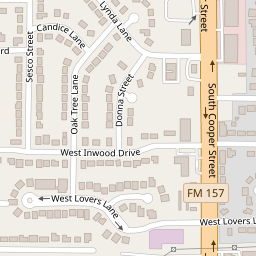 Lynda Lane
Candice Lane
Street
rd
Sesco Street
Oak Tree Lane
Donna Street
South Cooper Street
West Inwood Drive
FM 157
West Lovers Lane
West Lovers L